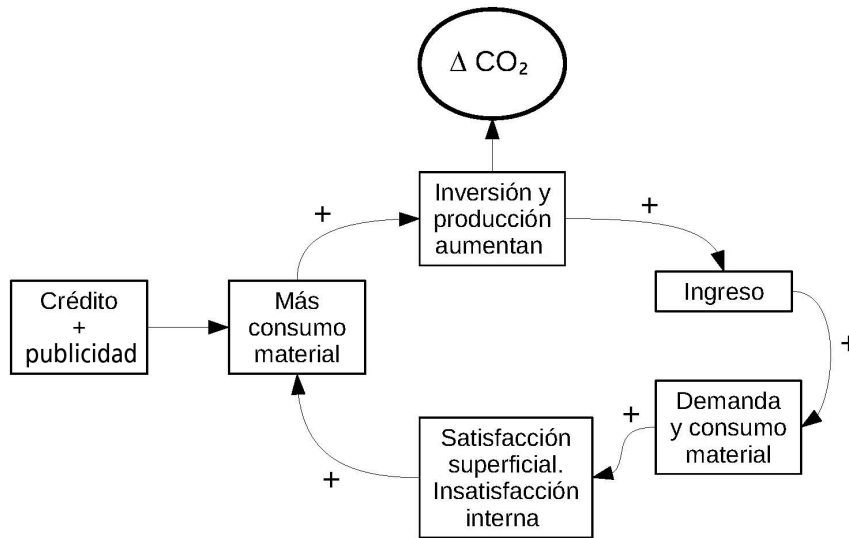 Δ CO₂
Inversión y
producción
aumentan
+
+
Ingreso
Crédito
+
publicidad
Más
consumo
material
+
Demanda
y consumo
material
+
Satisfacción
superficial.
Insatisfacción
interna
+